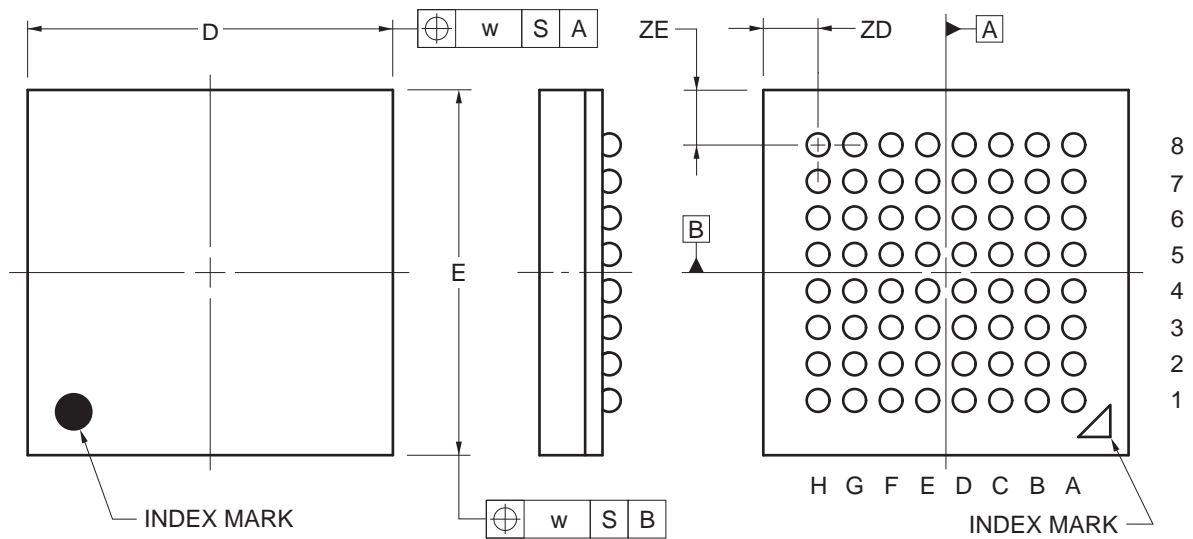 D
⌖ w S A
ZE
ZD
A
8
7
6
B
5
E
4
3
2
1
H G F E D C B A
INDEX MARK
⌖ w S B
INDEX MARK